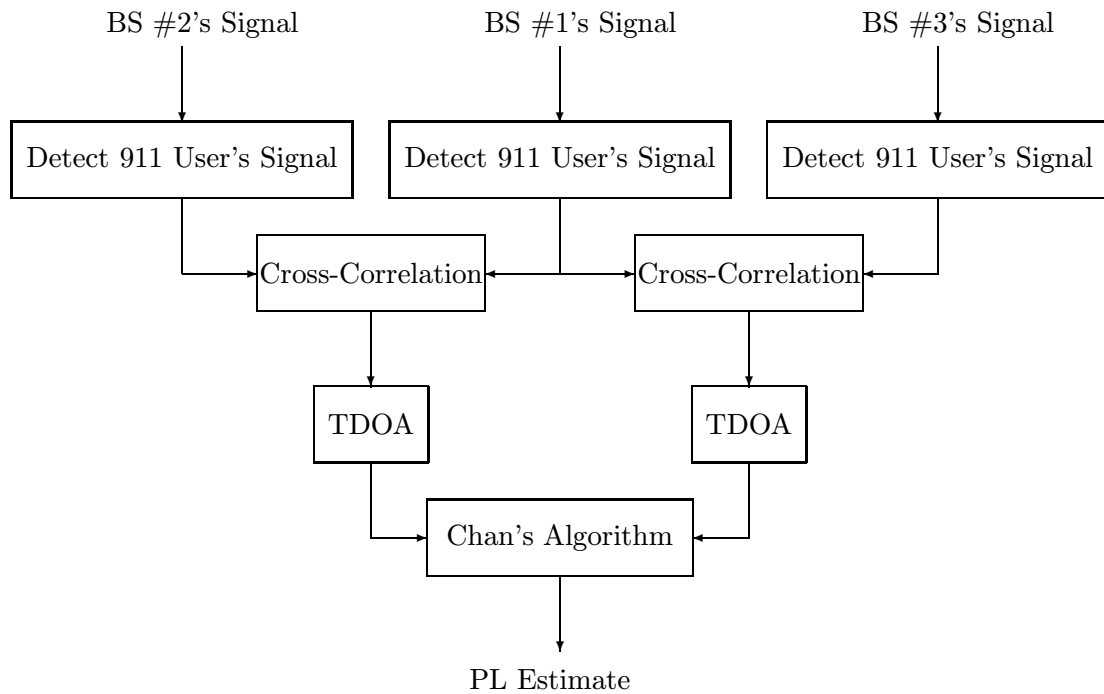 BS #2's Signal
BS #1's Signal
BS #3's Signal
Detect 911 User's Signal
Detect 911 User's Signal
Detect 911 User's Signal
Cross-Correlation
Cross-Correlation
TDOA
TDOA
Chan's Algorithm
PL Estimate